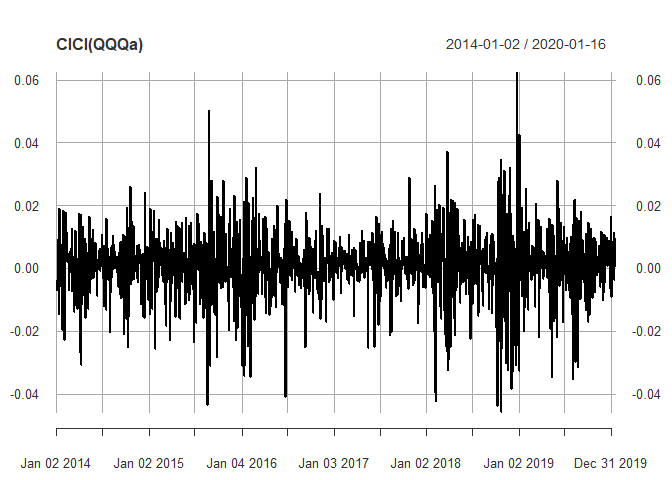 ClCl(QQQa)
2014-01-02 / 2020-01-16
0.06
0.06
0.04
0.04
0.02
0.02
0.00
0.00
-0.02
-0.02
-0.04
-0.04
Jan 02 2014
Jan 02 2015
Jan 04 2016
Jan 03 2017
Jan 02 2018
Jan 02 2019
Dec 31 2019